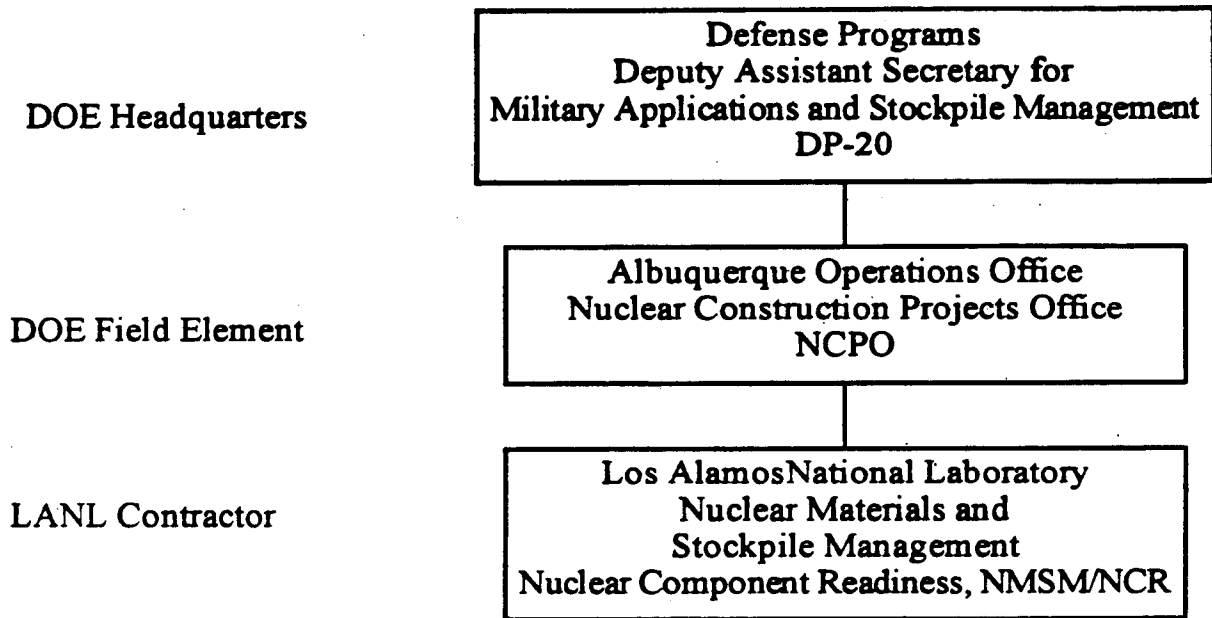 DOE Headquarters
Defense Programs
Deputy Assistant Secretary for
Military Applications and Stockpile Management
DP-20
DOE Field Element
Albuquerque Operations Office
Nuclear Construction Projects Office
NCPO
LANL Contractor
Los AlamosNational Laboratory
Nuclear Materials and
Stockpile Management
Nuclear Component Readiness, NMSM/NCR